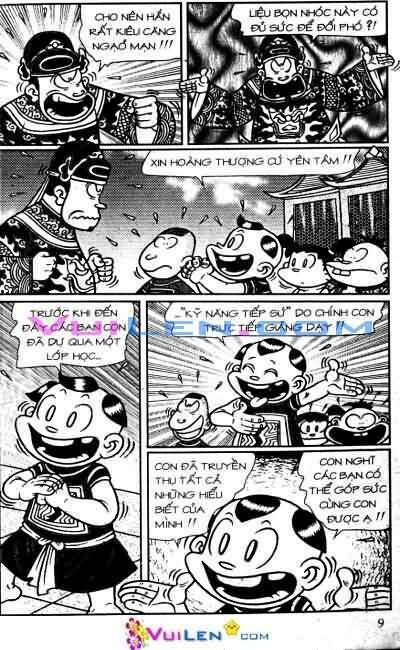 CHO NÊN HẮN
RẤT KIÊU CĂNG
NGẠO MẠN !!!
LIỆU BỌN NHÓC NÀY CÓ
ĐỦ SỨC ĐỂ ĐỐI PHÓ ?!
XIN HOÀNG THƯỢNG CỨ YÊN TÂM !!
TRƯỚC KHI ĐẾN
ĐÂY CÁC BẠN CON
ĐÃ DỰ QUA MỘT
LỚP HỌC...
..."KỸ NĂNG TIẾP SỨ" DO CHÍNH CON
TRỰC TIẾP GIẢNG DẠY !
VUILEN.COM
CON ĐÃ TRUYỀN
THỤ TẤT CẢ
NHỮNG HIỂU
BIẾT CỦA
MÌNH !!
CON NGHĨ
CÁC BẠN CÓ
THỂ GÓP SỨC
CÙNG CON
ĐƯỢC Ạ !!
9
VUILEN.COM